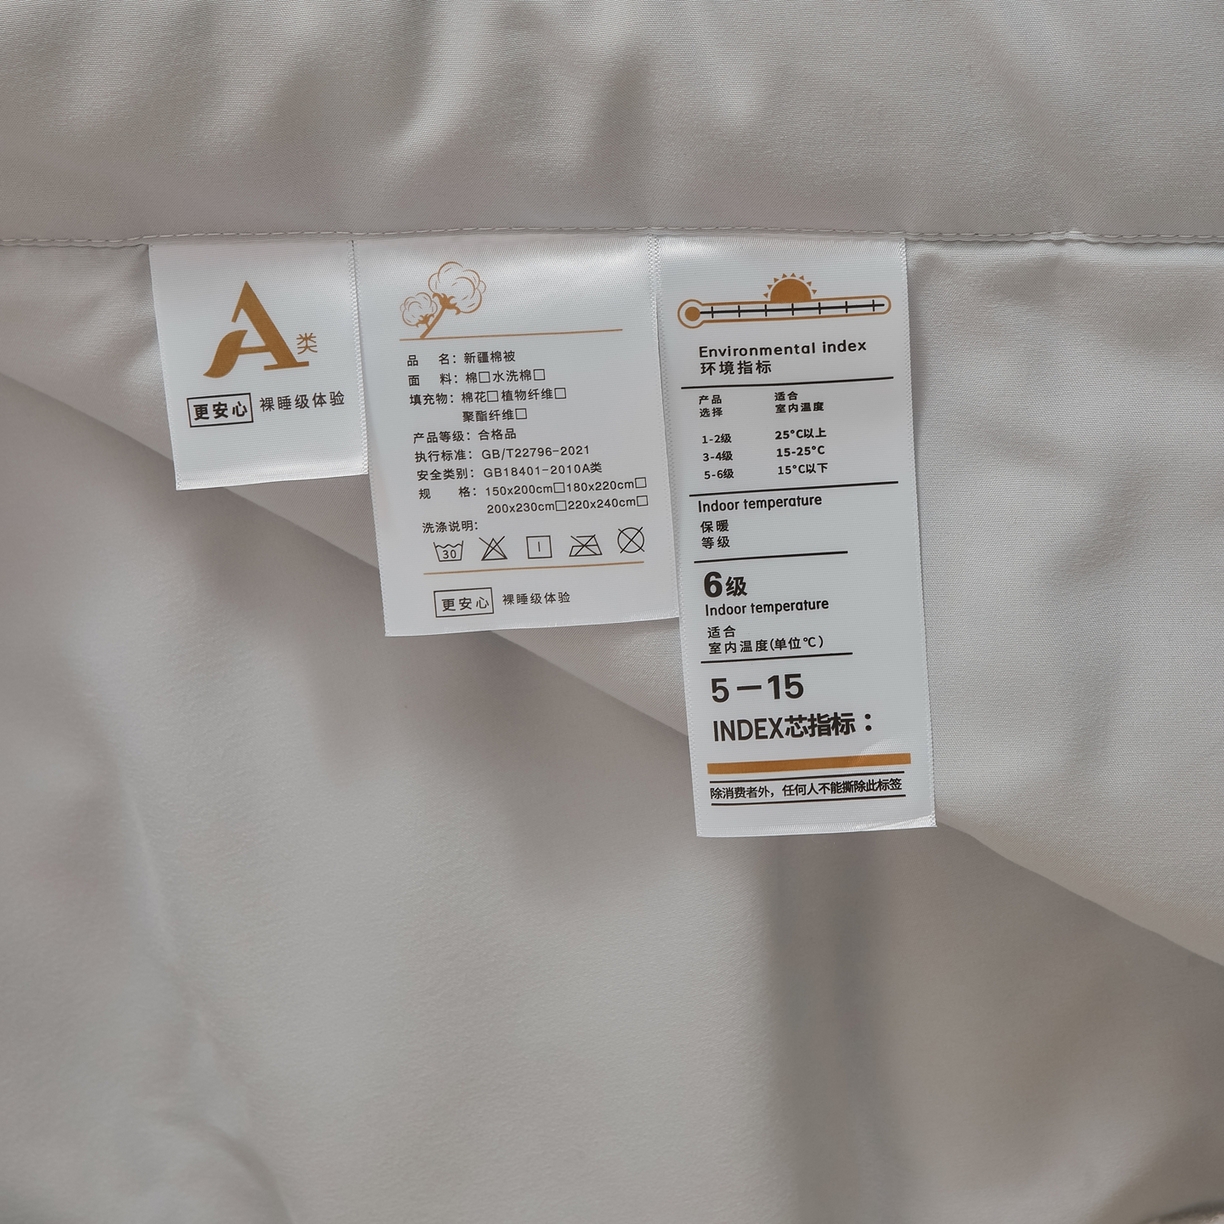 A类
更安心 裸睡级体验
品 名：新疆棉被
面 料：棉□水洗棉□
填充物：棉花□植物纤维□
聚酯纤维□
产品等级：合格品
执行标准：GB/T22796-2021
安全类别：GB18401-2010A类
规 格：150x200cm□180x220cm□
200x230cm□220x240cm□
洗涤说明：
30
更安心 裸睡级体验
Environmental index
环境指标
产品 适合
选择 室内温度
1-2级 25°C以上
3-4级 15-25°C
5-6级 15°C以下
Indoor temperature
保暖
等级
6级
Indoor temperature
适合
室内温度(单位℃)
5－15
INDEX芯指标：
除消费者外，任何人不能撕除此标签